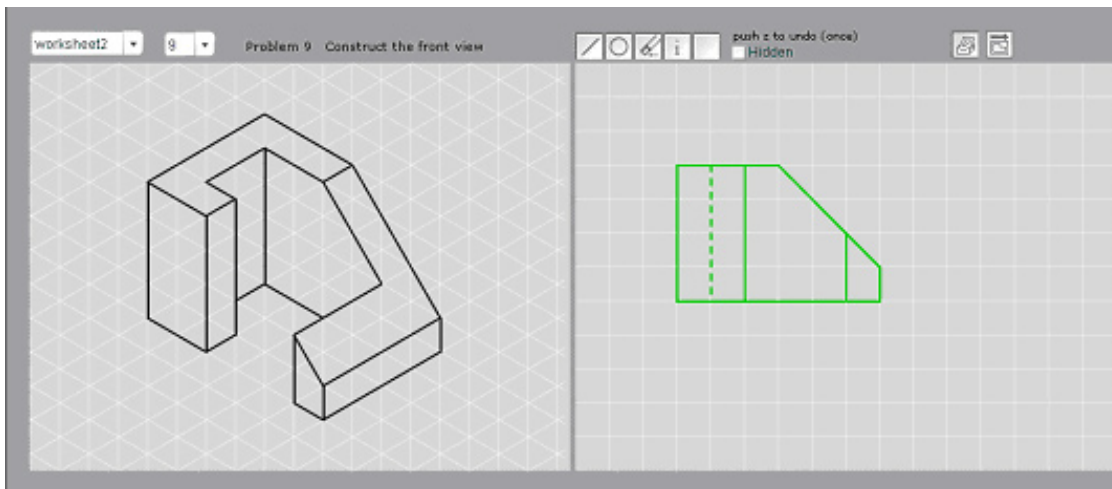 worksheet2
9
Problem 9 Construct the front view
i
push z to undo (once)
Hidden